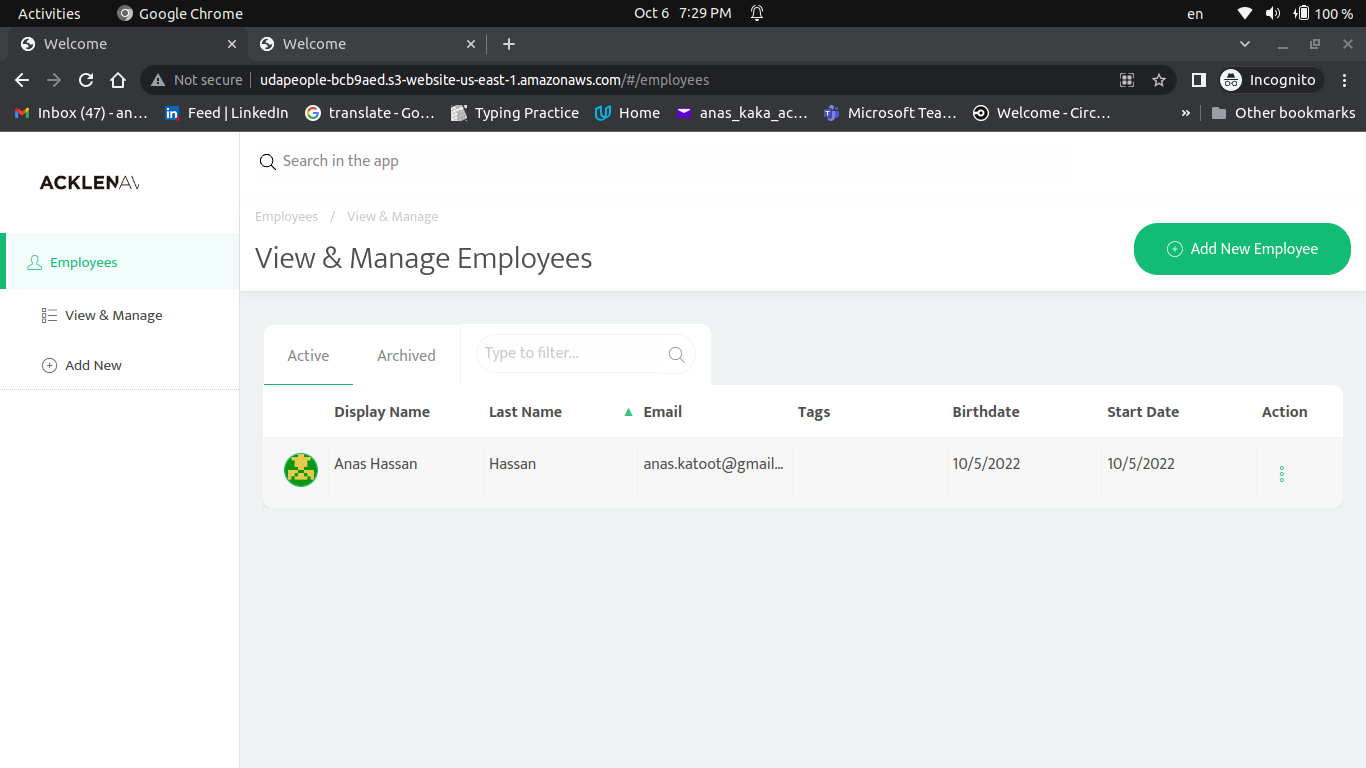 Activities Google Chrome Oct 6 7:29 PM en 100 %
Welcome Welcome
Not secure udapeople-bcb9aed.s3-website-us-east-1.amazonaws.com/#/employees Incognito
Inbox (47) - an… Feed | LinkedIn translate - Go… Typing Practice Home anas_kaka_ac… Microsoft Tea… Welcome - Circ… » Other bookmarks
ACKLENAV
Search in the app
Employees / View & Manage
View & Manage Employees
Add New Employee
Employees
View & Manage
Add New
Active Archived Type to filter...
Display Name Last Name ▲ Email Tags Birthdate Start Date Action
Anas Hassan Hassan anas.katoot@gmail... 10/5/2022 10/5/2022